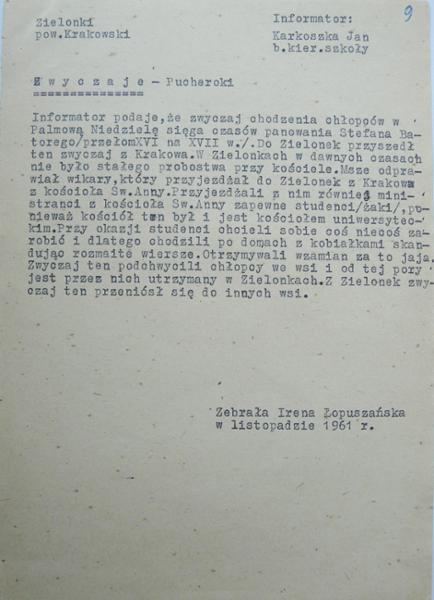 9
Zielonki
pow.Krakowski
Informator:
Karkoszka Jan
b.kier.szkoły
Z w y c z a j e - Pucheroki
===============
Informator podaje,że zwyczaj chodzenia chłopców w
Palmową Niedzielę sięga czasów panowania Stefana Ba-
torego/przełomXVI na XVII w./.Do Zielonek przyszedł
ten zwyczaj z Krakowa.W Zielonkach w dawnych czasach
nie było stałego probostwa przy kościele.Msze odpra-
wiał wikary,który przyjeżdżał do Zielonek z Krakowa
z kościoła Sw.Anny.Przyjeżdżali z nim również mini-
stranci z kościoła Sw.Anny zapewne studenci/żaki/,po-
nieważ kościół ten był i jest kościołem uniwersytec-
kim.Przy okazji studenci chcieli sobie coś niecoś za-
robić i dlatego chodzili po domach z kobiałkami skan-
dując rozmaite wiersze.Otrzymywali wzamian za to jaja.
Zwyczaj ten podchwycili chłopcy we wsi i od tej pory
jest przez nich utrzymany w Zielonkach.Z Zielonek zwy-
czaj ten przeniósł się do innych wsi.
Zebrała Irena Łopuszańska
w listopadzie 1961 r.